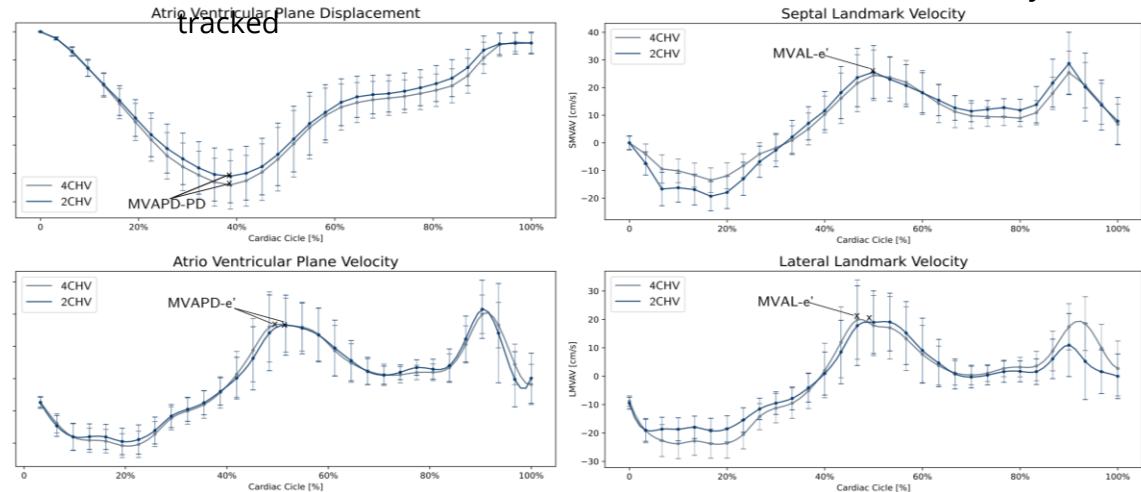 tracked
Atrio Ventricular Plane Displacement
4CHV
2CHV
MVAPD-PD
0 20% 40% 60% 80% 100%
Cardiac Cicle [%]
Septal Landmark Velocity
4CHV
2CHV
MVAL-e'
SMVAV [cm/s]
40
30
20
10
0
−10
−20
0 20% 40% 60% 80% 100%
Cardiac Cicle [%]
Atrio Ventricular Plane Velocity
4CHV
2CHV
MVAPD-e'
0 20% 40% 60% 80% 100%
Cardiac Cicle [%]
Lateral Landmark Velocity
4CHV
2CHV
MVAL-e'
LMVAV [cm/s]
30
20
10
0
−10
−20
−30
0 20% 40% 60% 80% 100%
Cardiac Cicle [%]